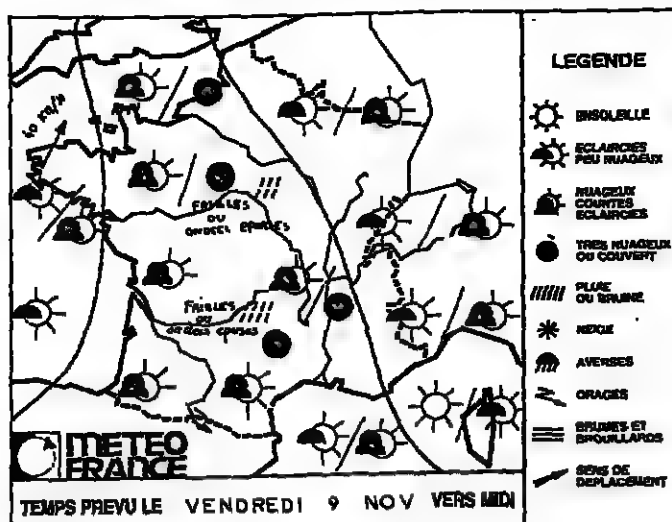 40 km/h
FAIBLES
OU
ONDEES EPARSES
FAIBLES
OU
ONDEES EPARSES
METEO
FRANCE
TEMPS PREVU LE VENDREDI 9 NOV VERS MIDI
LEGENDE
ENSOLEILLE
ECLAIRCIES
PEU NUAGEUX
NUAGEUX
COURTES
ECLAIRCIES
TRES NUAGEUX
OU COUVERT
PLUIE
OU BRUINE
NEIGE
AVERSES
ORAGES
BRUMES ET
BROUILLARDS
SENS DE
DEPLACEMENT